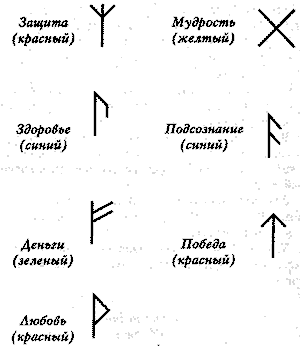 Защита
(красный)
Мудрость
(желтый)
Здоровье
(синий)
Подсознание
(синий)
Деньги
(зеленый)
Победа
(красный)
Любовь
(красный)